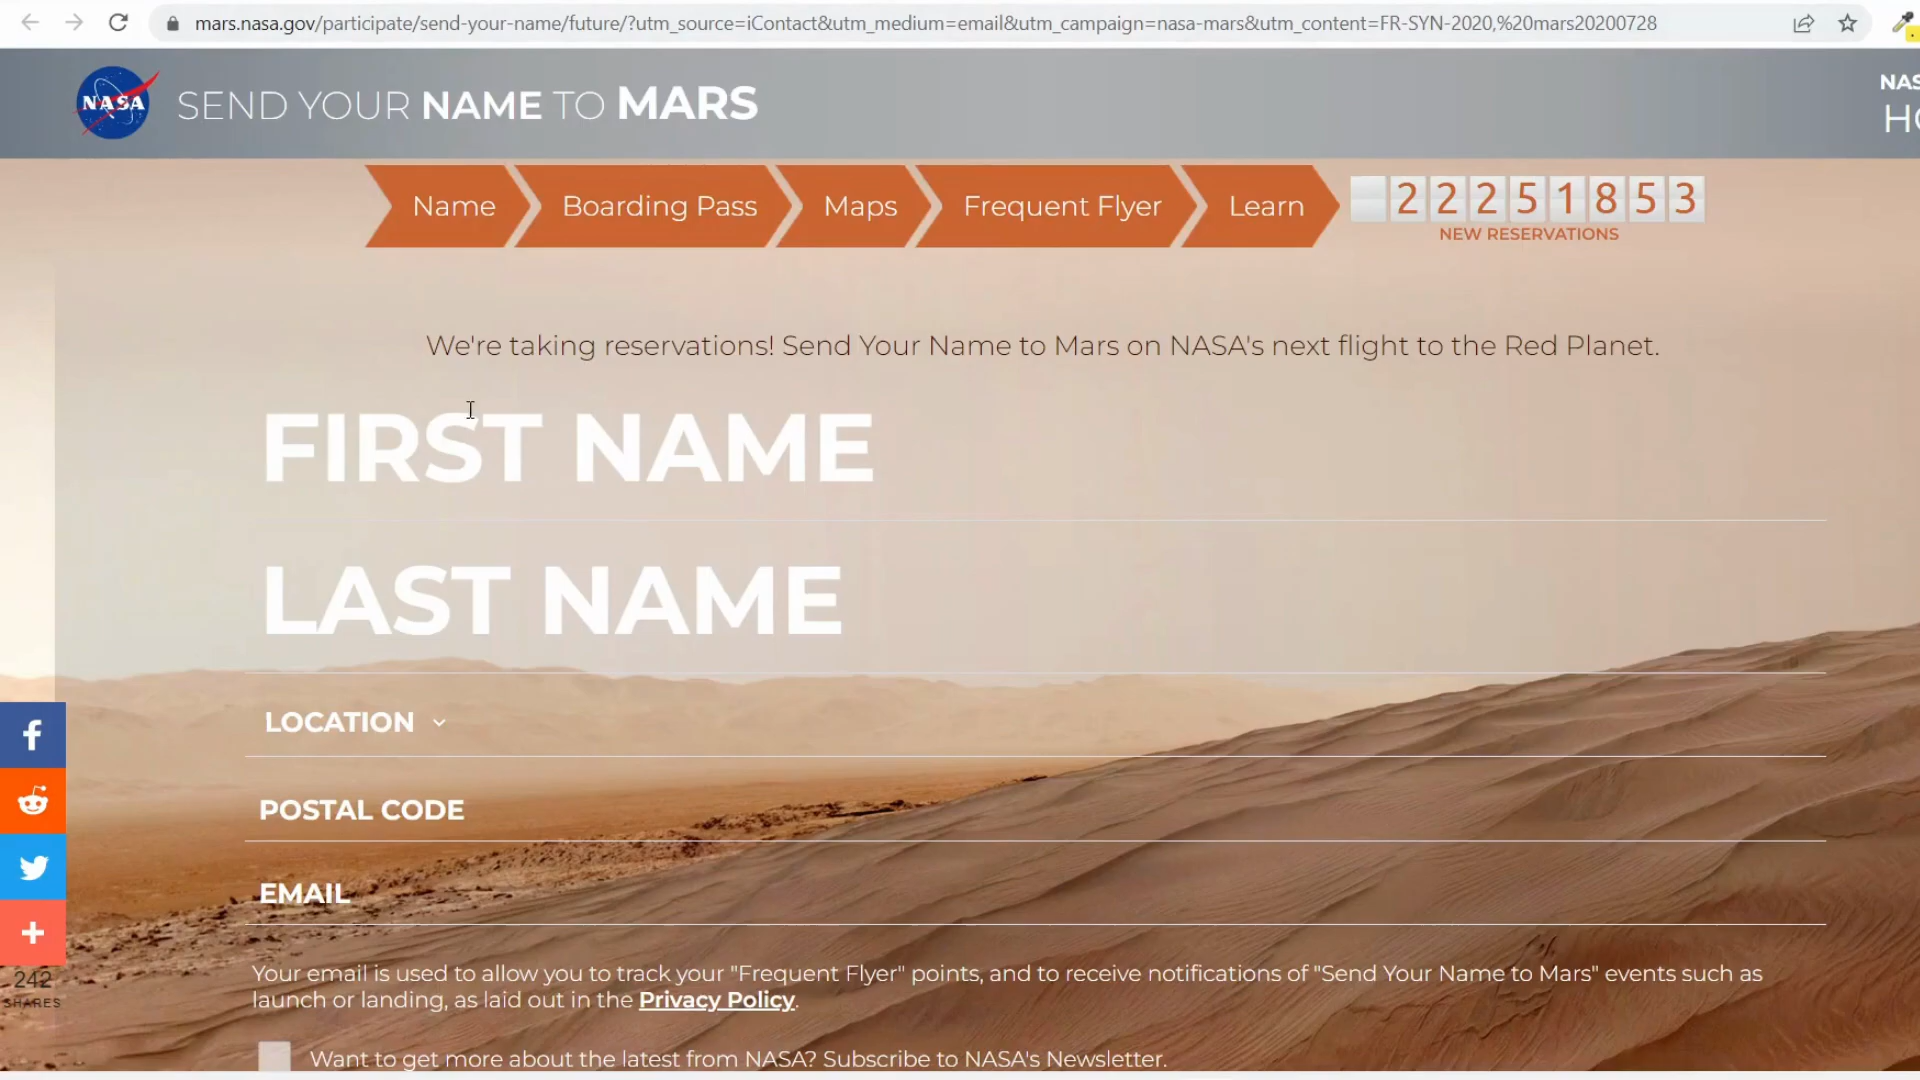 mars.nasa.gov/participate/send-your-name/future/?utm_source=iContact&utm_medium=email&utm_campaign=nasa-mars&utm_content=FR-SYN-2020,%20mars20200728
NASA SEND YOUR NAME TO MARS
NAS
HO
Name Boarding Pass Maps Frequent Flyer Learn 22251853
NEW RESERVATIONS
We're taking reservations! Send Your Name to Mars on NASA's next flight to the Red Planet.
FIRST NAME
LAST NAME
LOCATION
POSTAL CODE
EMAIL
242
SHARES
Your email is used to allow you to track your "Frequent Flyer" points, and to receive notifications of "Send Your Name to Mars" events such as
launch or landing, as laid out in the Privacy Policy.
Want to get more about the latest from NASA? Subscribe to NASA's Newsletter.